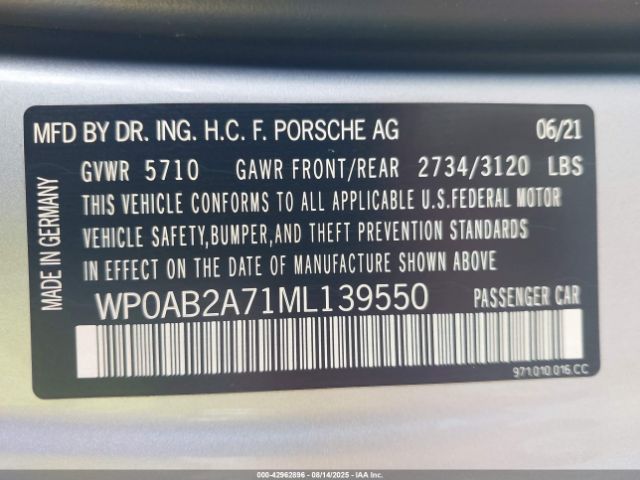 MFD BY DR. ING. H.C. F. PORSCHE AG 06/21
GVWR 5710 GAWR FRONT/REAR 2734/3120 LBS
THIS VEHICLE CONFORMS TO ALL APPLICABLE U.S.FEDERAL MOTOR
VEHICLE SAFETY,BUMPER,AND THEFT PREVENTION STANDARDS
IN EFFECT ON THE DATE OF MANUFACTURE SHOWN ABOVE
WP0AB2A71ML139550 PASSENGER CAR
971.010.016.CC
MADE IN GERMANY
000-42962896 - 08/14/2025 - IAAI.COM